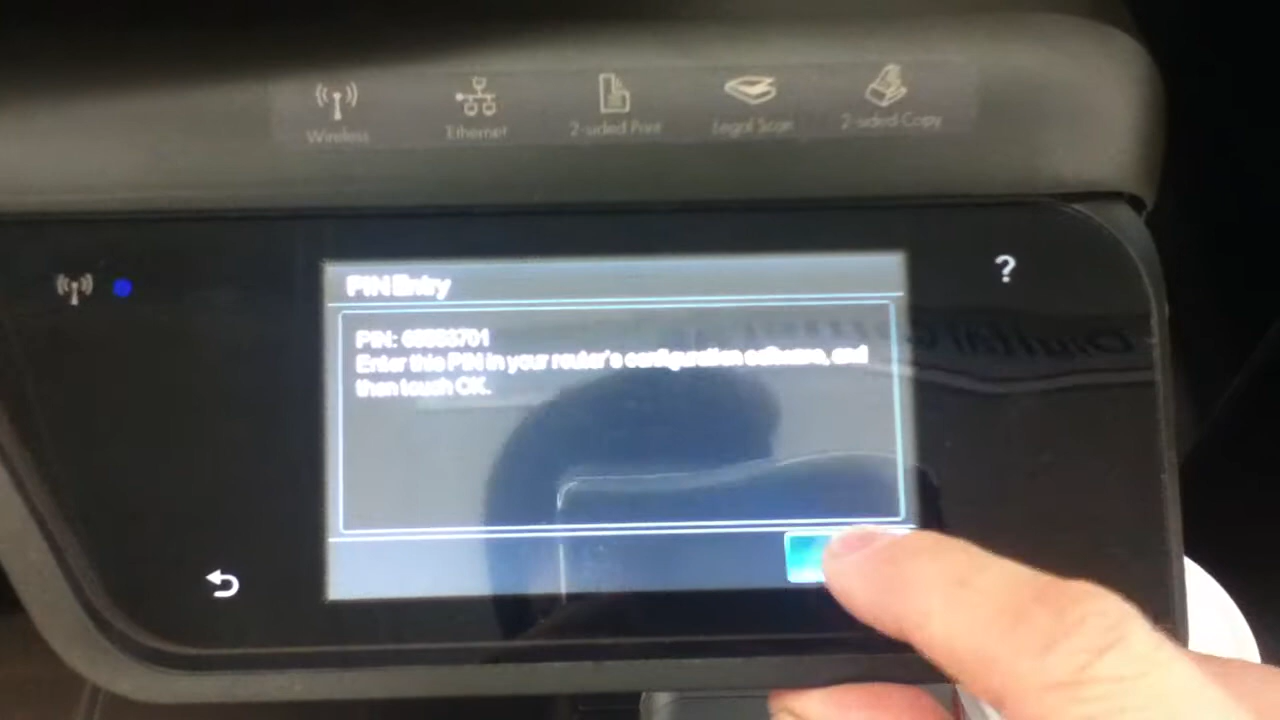 Wireless
Ethernet
2-sided Print
Legal Scan
2-sided Copy
?
PIN Entry
PIN:
Enter this PIN in your router's configuration software, and
then touch OK.